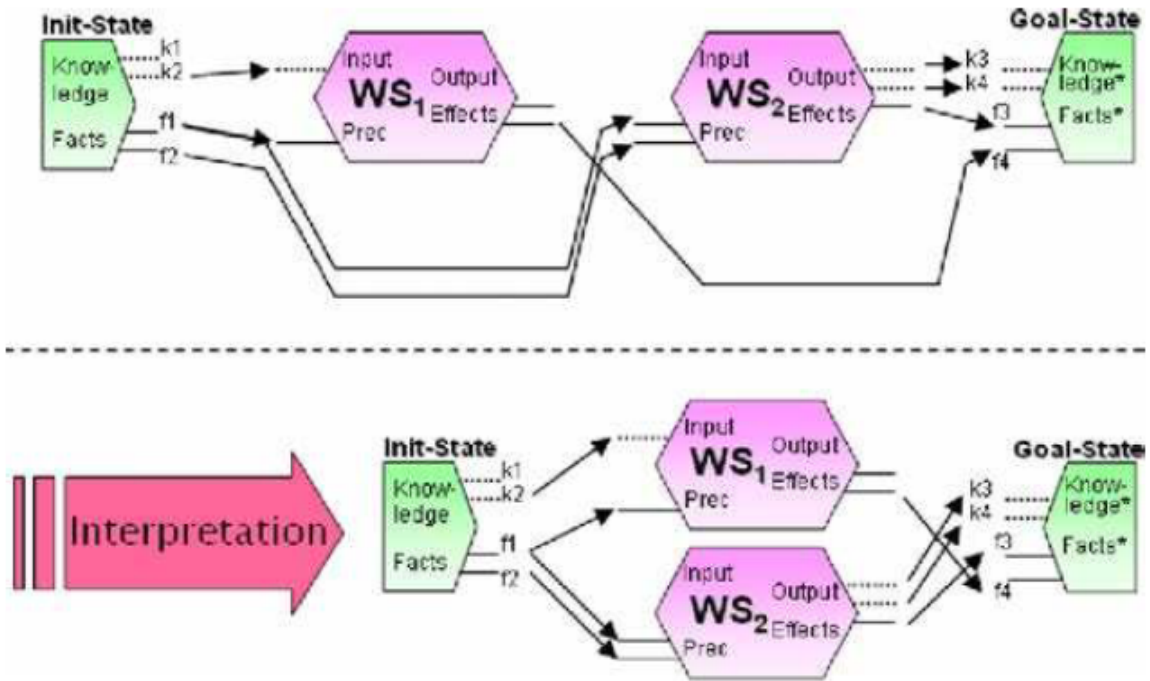 Init-State
Know-
ledge
Facts
k1
k2
f1
f2
Input
Output
WS1
Effects
Prec
Input
Output
WS2
Effects
Prec
Goal-State
k3
k4
f3
f4
Know-
ledge*
Facts*
Interpretation
Init-State
Know-
ledge
Facts
k1
k2
f1
f2
Input
Output
WS1
Effects
Prec
Input
Output
WS2
Effects
Prec
Goal-State
k3
k4
f3
f4
Know-
ledge*
Facts*